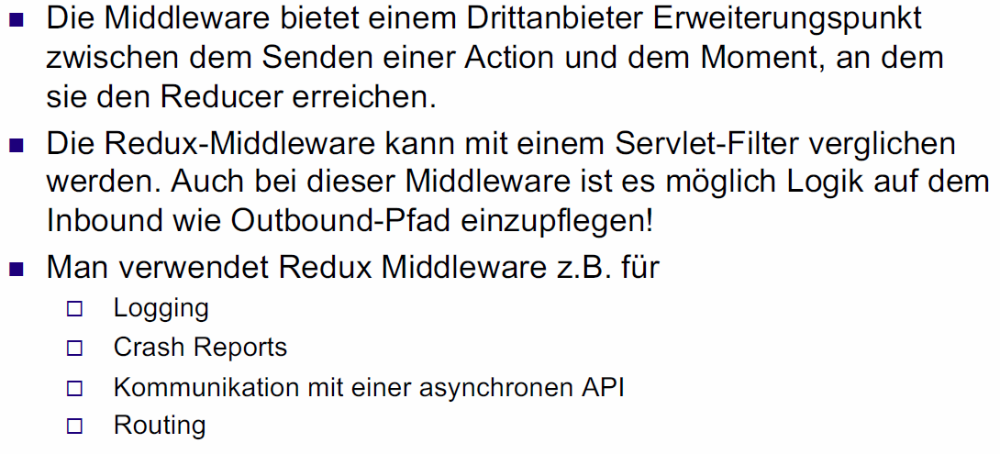 Die Middleware bietet einem Drittanbieter Erweiterungspunkt
zwischen dem Senden einer Action und dem Moment, an dem
sie den Reducer erreichen.
Die Redux-Middleware kann mit einem Servlet-Filter verglichen
werden. Auch bei dieser Middleware ist es möglich Logik auf dem
Inbound wie Outbound-Pfad einzupflegen!
Man verwendet Redux Middleware z.B. für
Logging
Crash Reports
Kommunikation mit einer asynchronen API
Routing